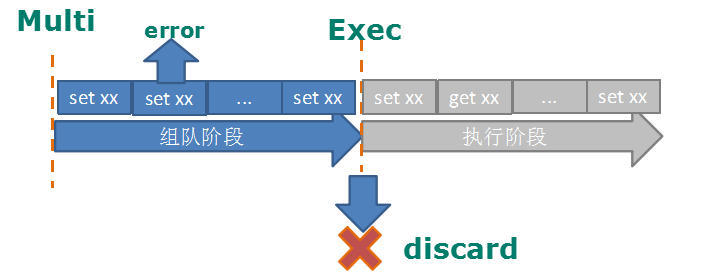 Multi
error
Exec
set xx
set xx
...
set xx
set xx
get xx
...
set xx
组队阶段
执行阶段
discard